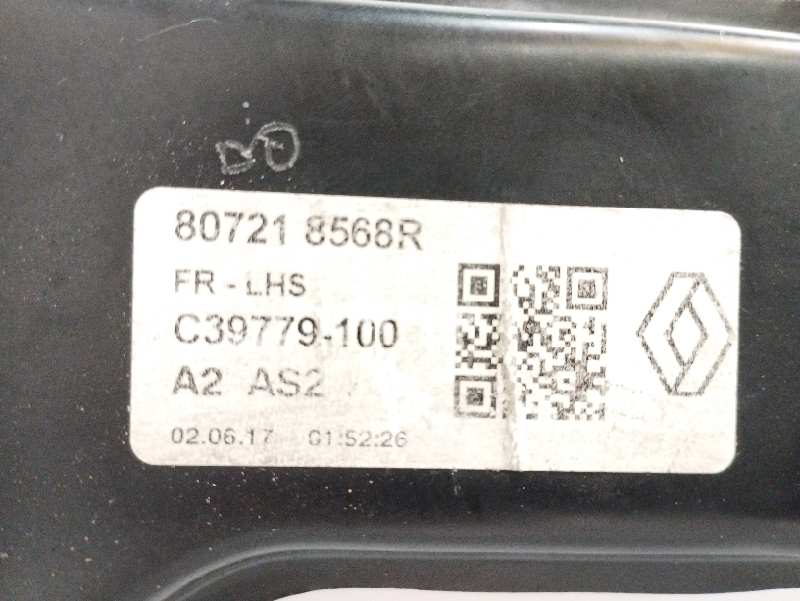 80721 8568R
FR - LHS
C39779-100
A2 AS2
02.06.17 01:52:26